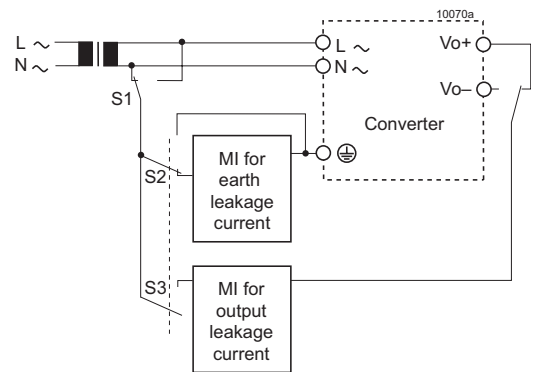 10070a
L ~
N ~
L ~
N ~
Vo+
Vo–
Converter
S1
S2
MI for
earth
leakage
current
S3
MI for
output
leakage
current